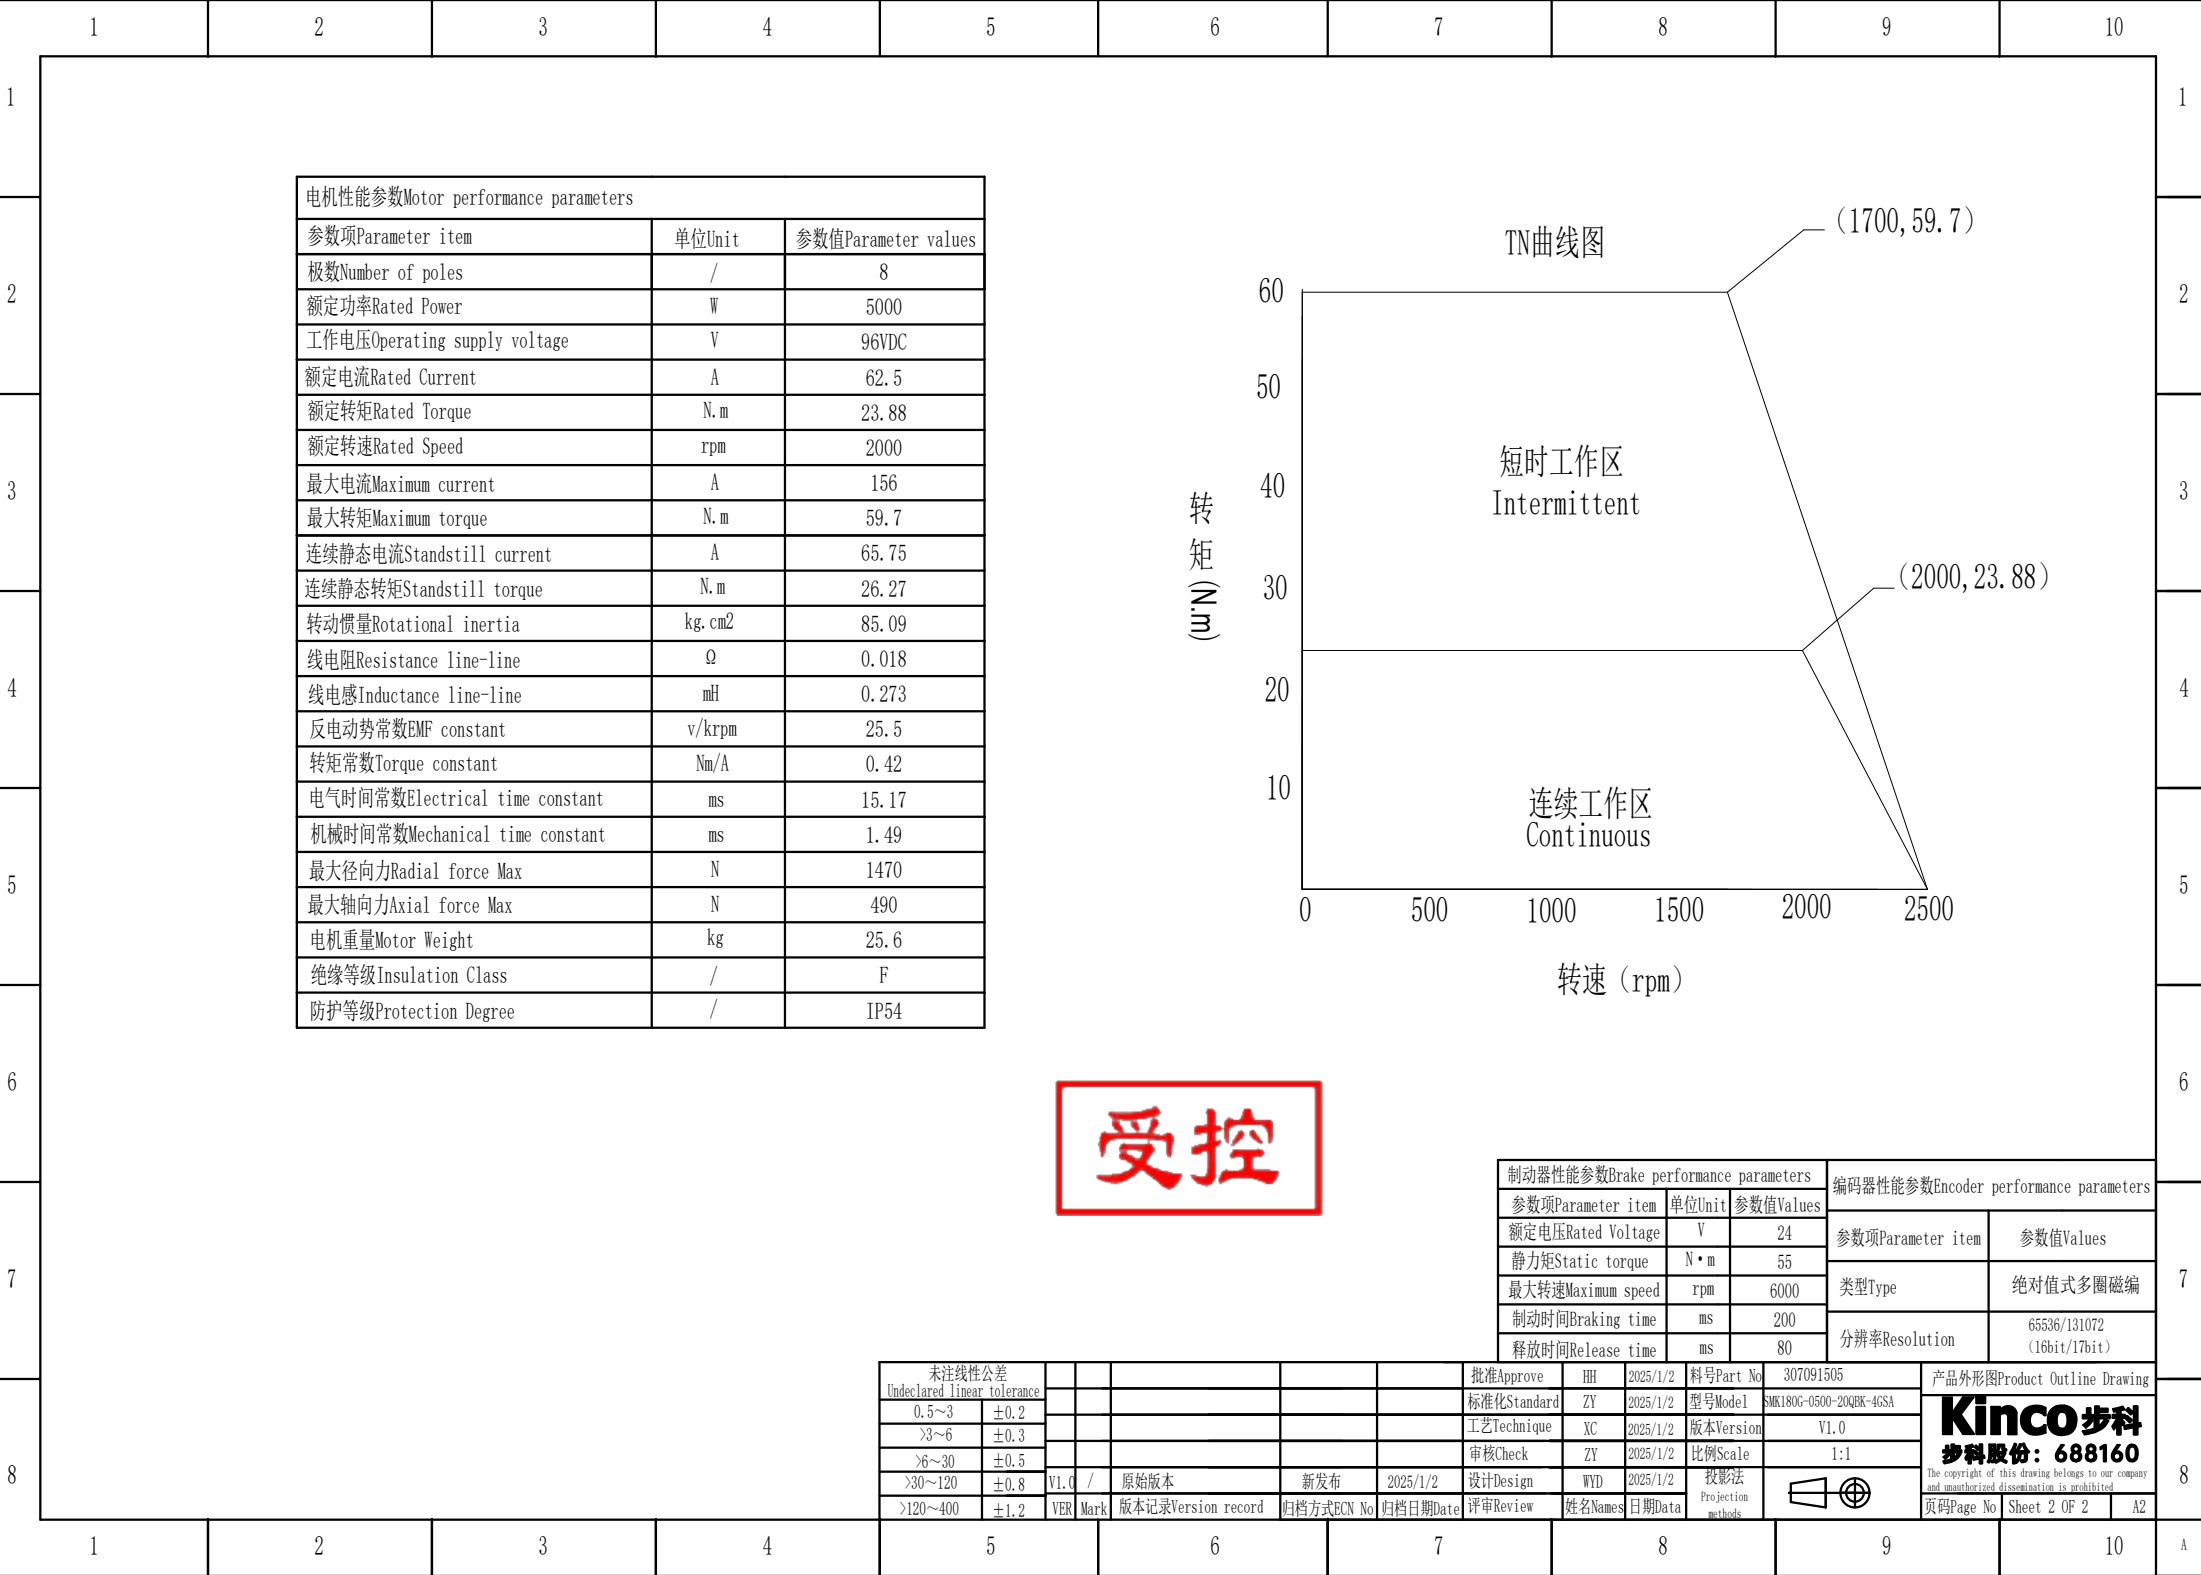 1 2 3 4 5 6 7 8 9 10
1 1
2 2
3 3
4 4
5 5
6 6
7 7
8 8
电机性能参数Motor performance parameters
参数项Parameter item 单位Unit 参数值Parameter values
极数Number of poles / 8
额定功率Rated Power W 5000
工作电压Operating supply voltage V 96VDC
额定电流Rated Current A 62.5
额定转矩Rated Torque N.m 23.88
额定转速Rated Speed rpm 2000
最大电流Maximum current A 156
最大转矩Maximum torque N.m 59.7
连续静态电流Standstill current A 65.75
连续静态转矩Standstill torque N.m 26.27
转动惯量Rotational inertia kg.cm2 85.09
线电阻Resistance line-line Ω 0.018
线电感Inductance line-line mH 0.273
反电动势常数EMF constant v/krpm 25.5
转矩常数Torque constant Nm/A 0.42
电气时间常数Electrical time constant ms 15.17
机械时间常数Mechanical time constant ms 1.49
最大径向力Radial force Max N 1470
最大轴向力Axial force Max N 490
电机重量Motor Weight kg 25.6
绝缘等级Insulation Class / F
防护等级Protection Degree / IP54
TN曲线图
(1700,59.7)
60
50
40
30
20
10
转矩(N.m)
短时工作区
Intermittent
(2000,23.88)
连续工作区
Continuous
0 500 1000 1500 2000 2500
转速（rpm）
受控
制动器性能参数Brake performance parameters
参数项Parameter item 单位Unit 参数值Values
额定电压Rated Voltage V 24
静力矩Static torque N·m 55
最大转速Maximum speed rpm 6000
制动时间Braking time ms 200
释放时间Release time ms 80
编码器性能参数Encoder performance parameters
参数项Parameter item 参数值Values
类型Type 绝对值式多圈磁编
分辨率Resolution 65536/131072
（16bit/17bit）
未注线性公差
Undeclared linear tolerance
0.5~3 ±0.2
>3~6 ±0.3
>6~30 ±0.5
>30~120 ±0.8
>120~400 ±1.2
V1.0 / 原始版本 新发布 2025/1/2
VER Mark 版本记录Version record 归档方式ECN No 归档日期Date
批准Approve HH 2025/1/2
标准化Standard ZY 2025/1/2
工艺Technique XC 2025/1/2
审核Check ZY 2025/1/2
设计Design WYD 2025/1/2
评审Review 姓名Names 日期Data
料号Part No 307091505
型号Model SMK180G-0500-20QBK-4GSA
版本Version V1.0
比例Scale 1:1
投影法
Projection
methods
产品外形图Product Outline Drawing
Kinco步科
步科股份: 688160
The copyright of this drawing belongs to our company
and unauthorized dissemination is prohibited
页码Page No Sheet 2 OF 2 A2
1 2 3 4 5 6 7 8 9 10 A